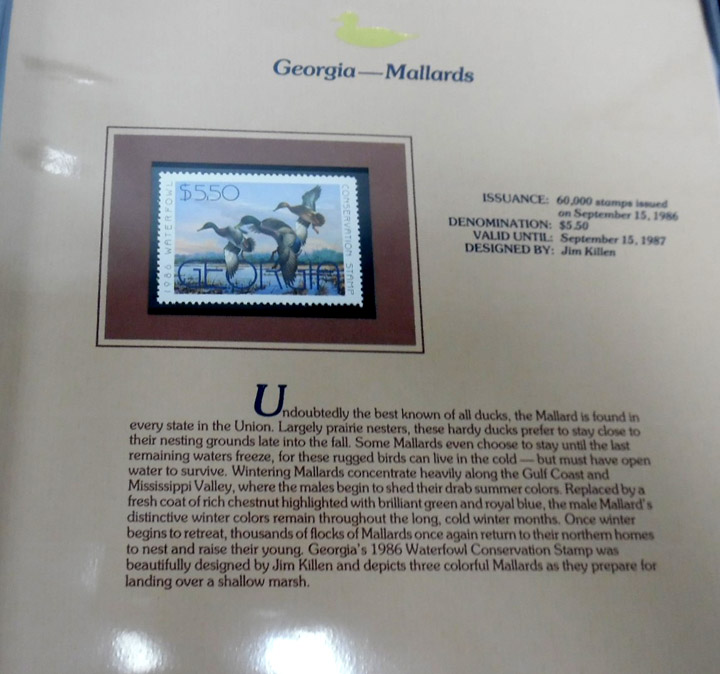 Georgia—Mallards
$5.50
1986 WATERFOWL
CONSERVATION STAMP
GEORGIA
ISSUANCE: 60,000 stamps issued
on September 15, 1986
DENOMINATION: $5.50
VALID UNTIL: September 15, 1987
DESIGNED BY: Jim Killen
Undoubtedly the best known of all ducks, the Mallard is found in
every state in the Union. Largely prairie nesters, these hardy ducks prefer to stay close to
their nesting grounds late into the fall. Some Mallards even choose to stay until the last
remaining waters freeze, for these rugged birds can live in the cold — but must have open
water to survive. Wintering Mallards concentrate heavily along the Gulf Coast and
Mississippi Valley, where the males begin to shed their drab summer colors. Replaced by a
fresh coat of rich chestnut highlighted with brilliant green and royal blue, the male Mallard's
distinctive winter colors remain throughout the long, cold winter months. Once winter
begins to retreat, thousands of flocks of Mallards once again return to their northern homes
to nest and raise their young. Georgia's 1986 Waterfowl Conservation Stamp was
beautifully designed by Jim Killen and depicts three colorful Mallards as they prepare for
landing over a shallow marsh.